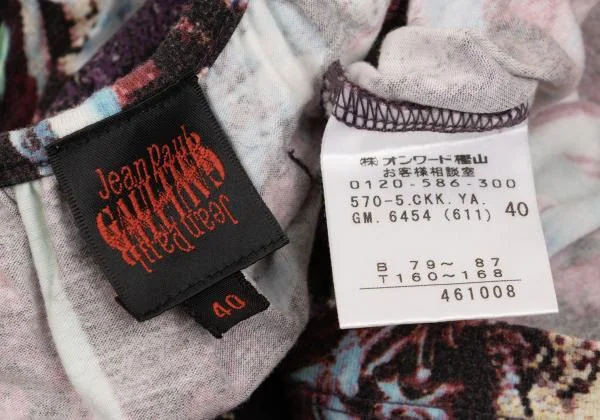 Jean Paul
GAULTIER
Jean Paul
40
㈱オンワード樫山
お客様相談室
0120-586-300
570-5.CKK.YA.
GM. 6454 (611) 40
B 79～ 87
T 160～168
461008